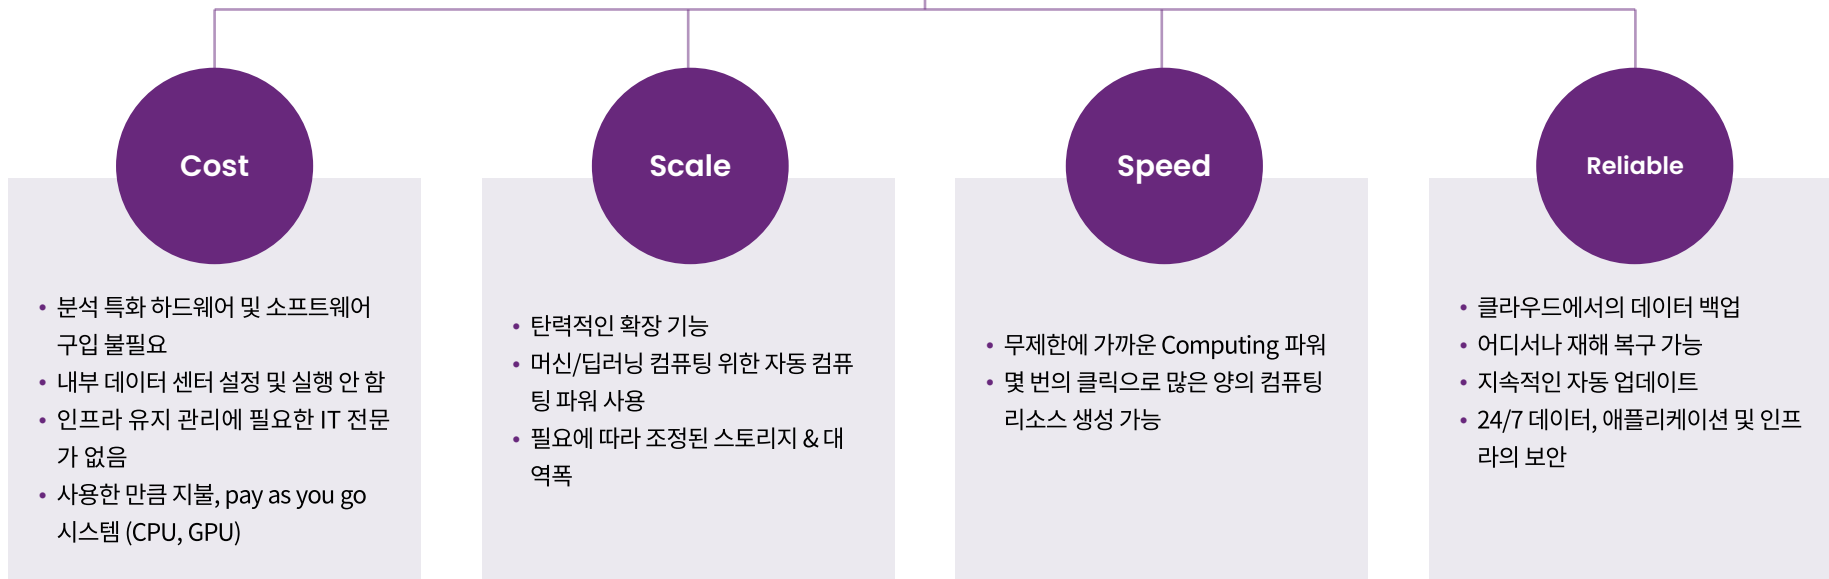 Cost
• 분석 특화 하드웨어 및 소프트웨어
구입 불필요
• 내부 데이터 센터 설정 및 실행 안 함
• 인프라 유지 관리에 필요한 IT 전문
가 없음
• 사용한 만큼 지불, pay as you go
시스템 (CPU, GPU)
Scale
• 탄력적인 확장 기능
• 머신/딥러닝 컴퓨팅 위한 자동 컴퓨
팅 파워 사용
• 필요에 따라 조정된 스토리지 & 대
역폭
Speed
• 무제한에 가까운 Computing 파워
• 몇 번의 클릭으로 많은 양의 컴퓨팅
리소스 생성 가능
Reliable
• 클라우드에서의 데이터 백업
• 어디서나 재해 복구 가능
• 지속적인 자동 업데이트
• 24/7 데이터, 애플리케이션 및 인프
라의 보안